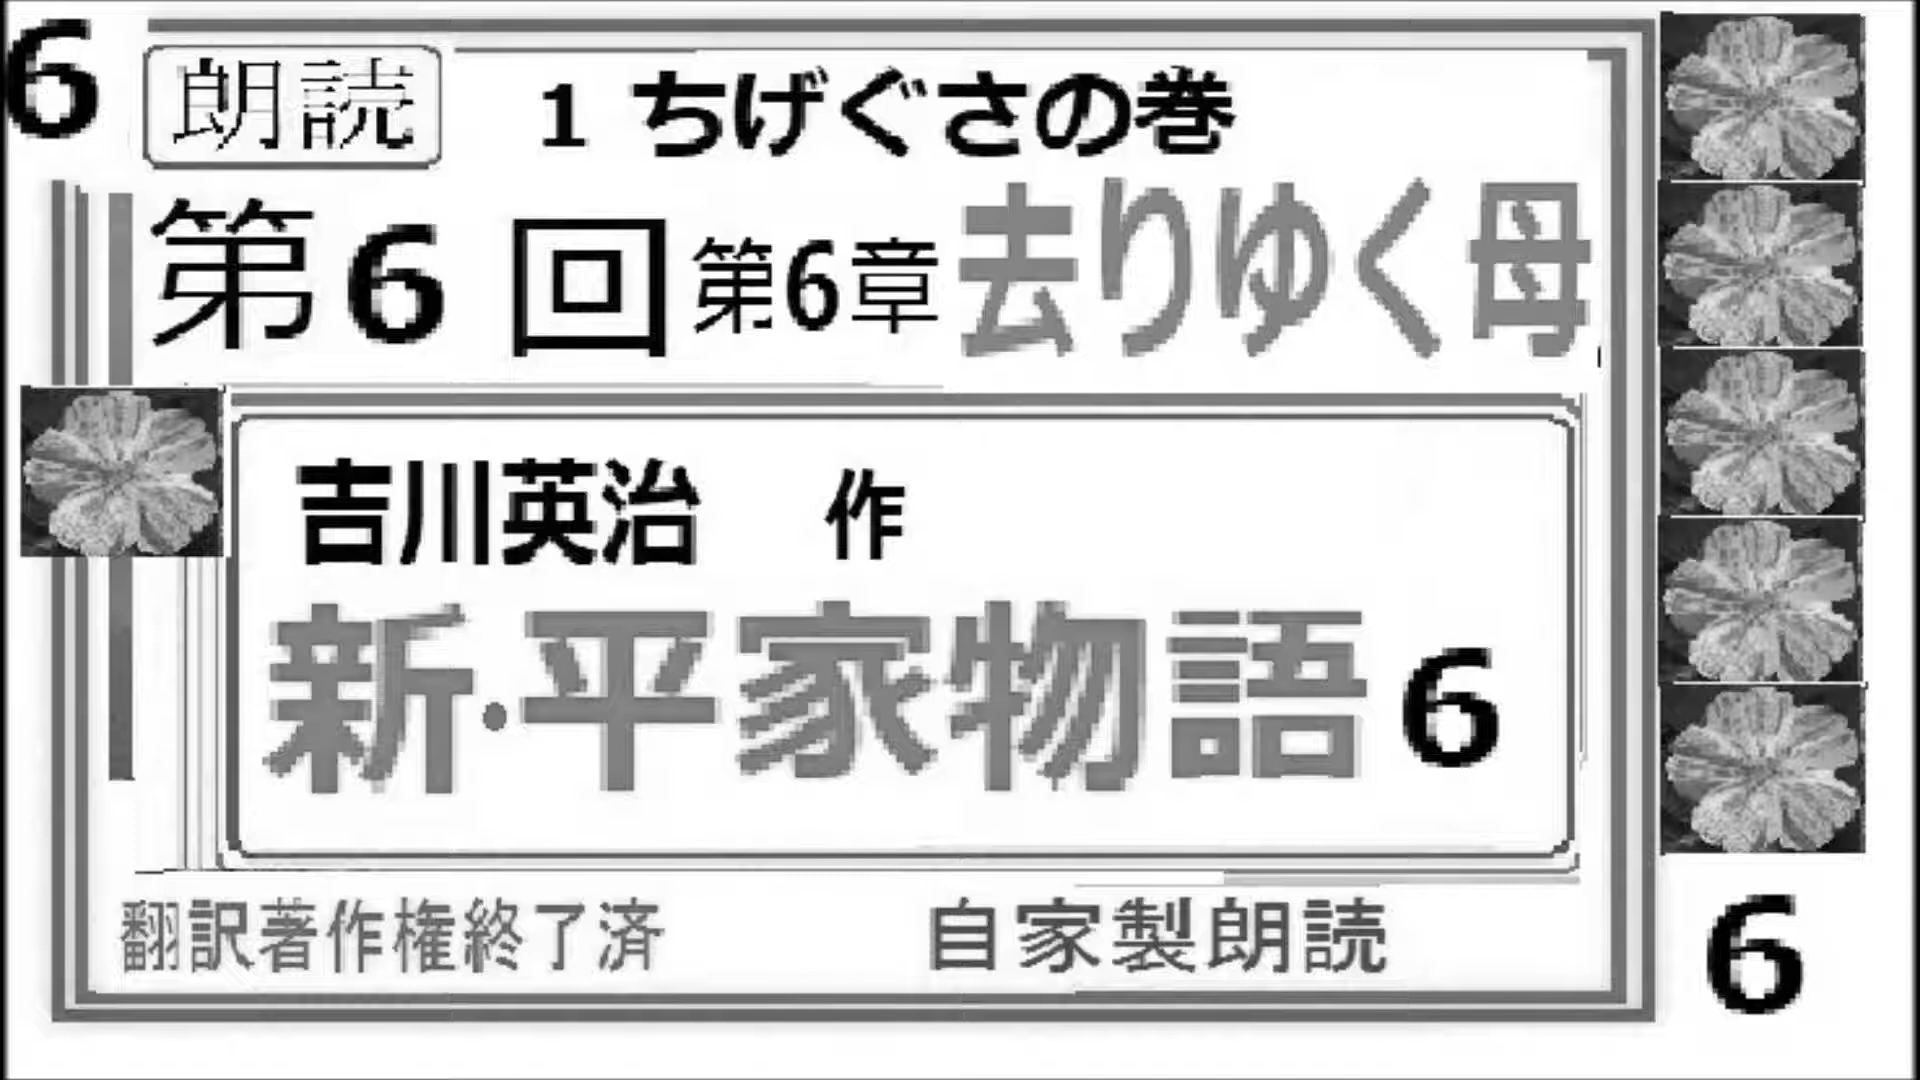 6
朗読 1 ちげぐさの巻
第6回 第6章 去りゆく母
吉川英治 作
新・平家物語 6
翻訳著作権終了済 自家製朗読
6